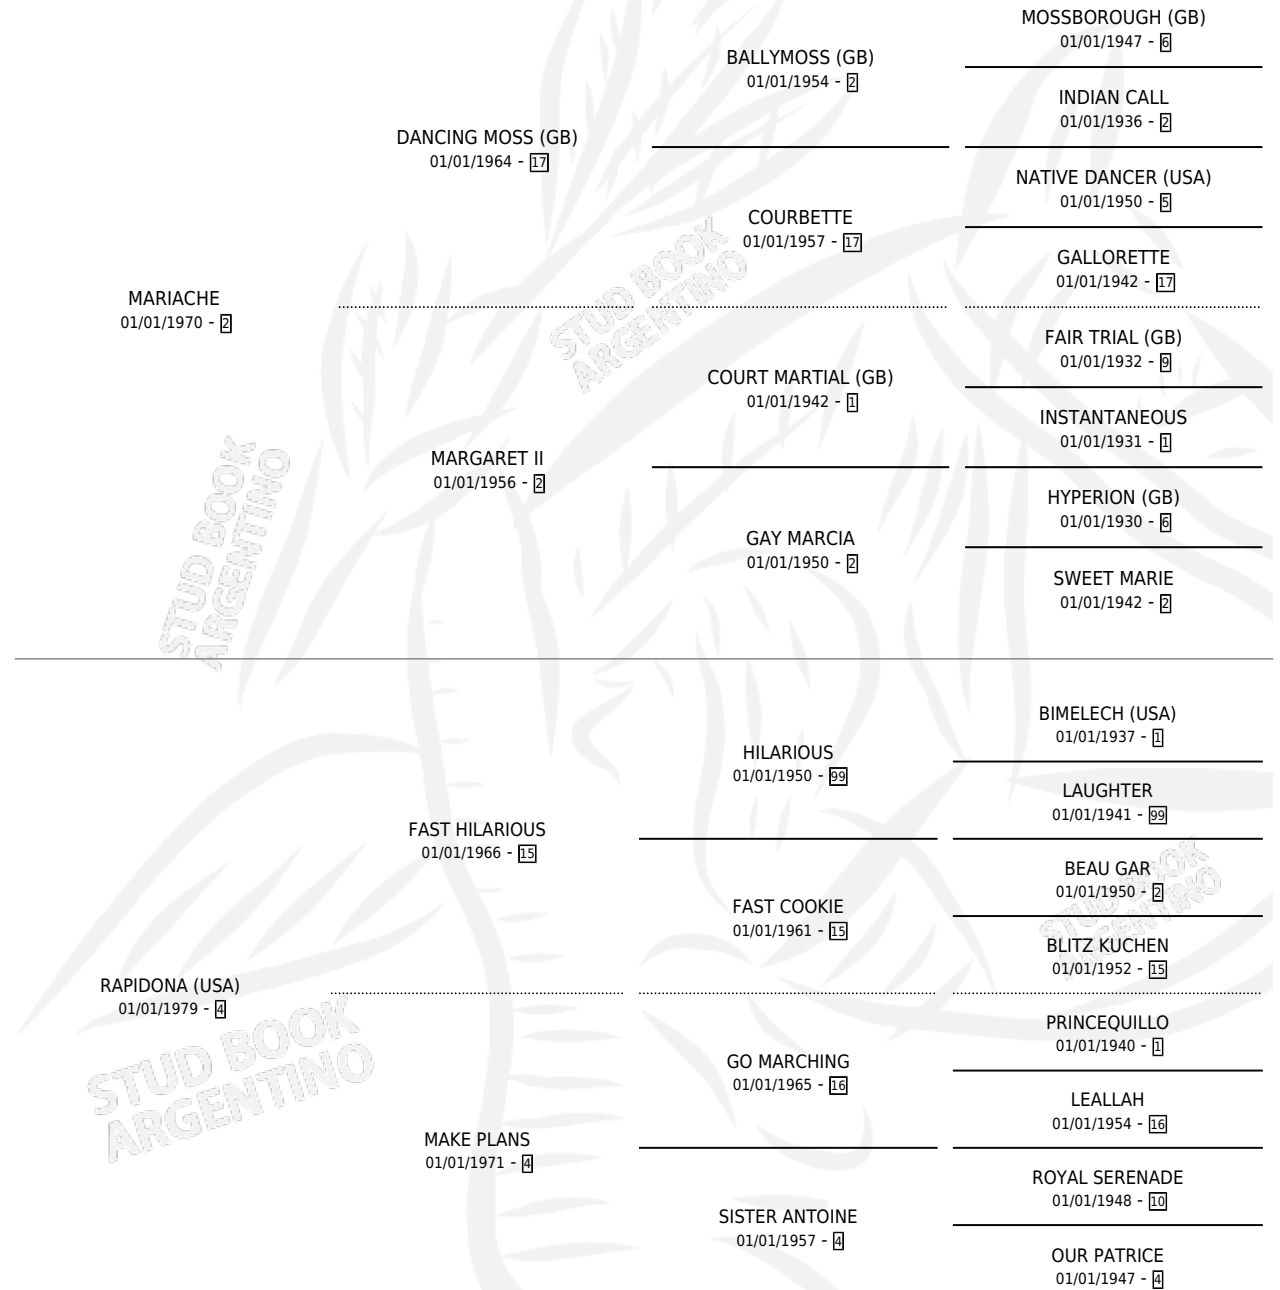 MOSSBOROUGH (GB)
01/01/1947 - 6
BALLYMOSS (GB)
01/01/1954 - 2
INDIAN CALL
01/01/1936 - 2
DANCING MOSS (GB)
01/01/1964 - 17
NATIVE DANCER (USA)
01/01/1950 - 5
COURBETTE
01/01/1957 - 17
GALLORETTE
01/01/1942 - 17
MARIACHE
01/01/1970 - 2
FAIR TRIAL (GB)
01/01/1932 - 9
COURT MARTIAL (GB)
01/01/1942 - 1
INSTANTANEOUS
01/01/1931 - 1
MARGARET II
01/01/1956 - 2
HYPERION (GB)
01/01/1930 - 6
GAY MARCIA
01/01/1950 - 2
SWEET MARIE
01/01/1942 - 2
STUD BOOK
ARGENTINO
STUD BOOK
ARGENTINO
BIMELECH (USA)
01/01/1937 - 1
HILARIOUS
01/01/1950 - 99
LAUGHTER
01/01/1941 - 99
FAST HILARIOUS
01/01/1966 - 15
BEAU GAR
01/01/1950 - 2
FAST COOKIE
01/01/1961 - 15
BLITZ KUCHEN
01/01/1952 - 15
STUD BOOK
ARGENTINO
RAPIDONA (USA)
01/01/1979 - 4
PRINCEQUILLO
01/01/1940 - 1
GO MARCHING
01/01/1965 - 16
LEALLAH
01/01/1954 - 16
STUD BOOK
ARGENTINO
MAKE PLANS
01/01/1971 - 4
ROYAL SERENADE
01/01/1948 - 10
SISTER ANTOINE
01/01/1957 - 4
OUR PATRICE
01/01/1947 - 4